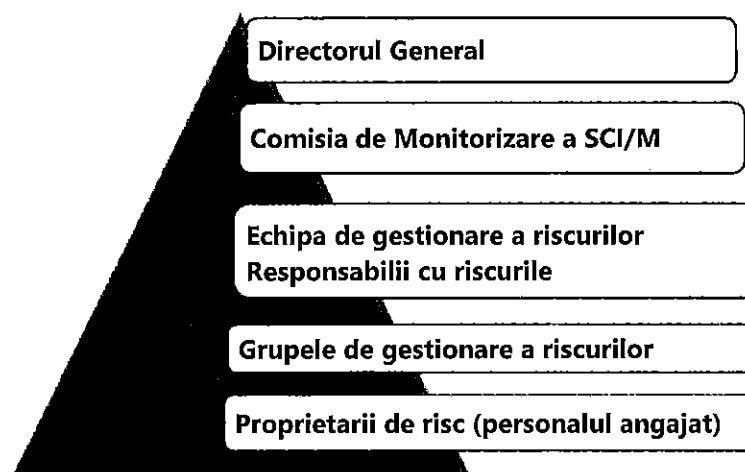 Directorul General
Comisia de Monitorizare a SCI/M
Echipa de gestionare a riscurilor
Responsabilii cu riscurile
Grupele de gestionare a riscurilor
Proprietarii de risc (personalul angajat)